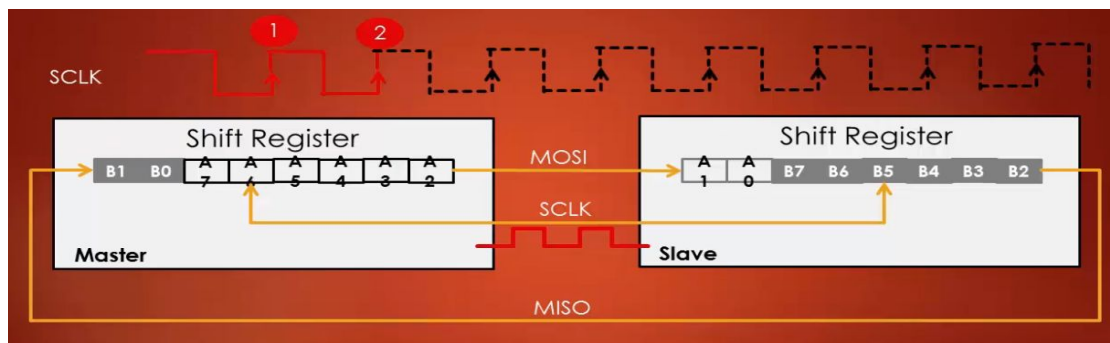 1 2
SCLK
Shift Register
Shift Register
B1 B0 A7 A6 A5 A4 A3 A2
MOSI
A1 A0 B7 B6 B5 B4 B3 B2
SCLK
Master
Slave
MISO